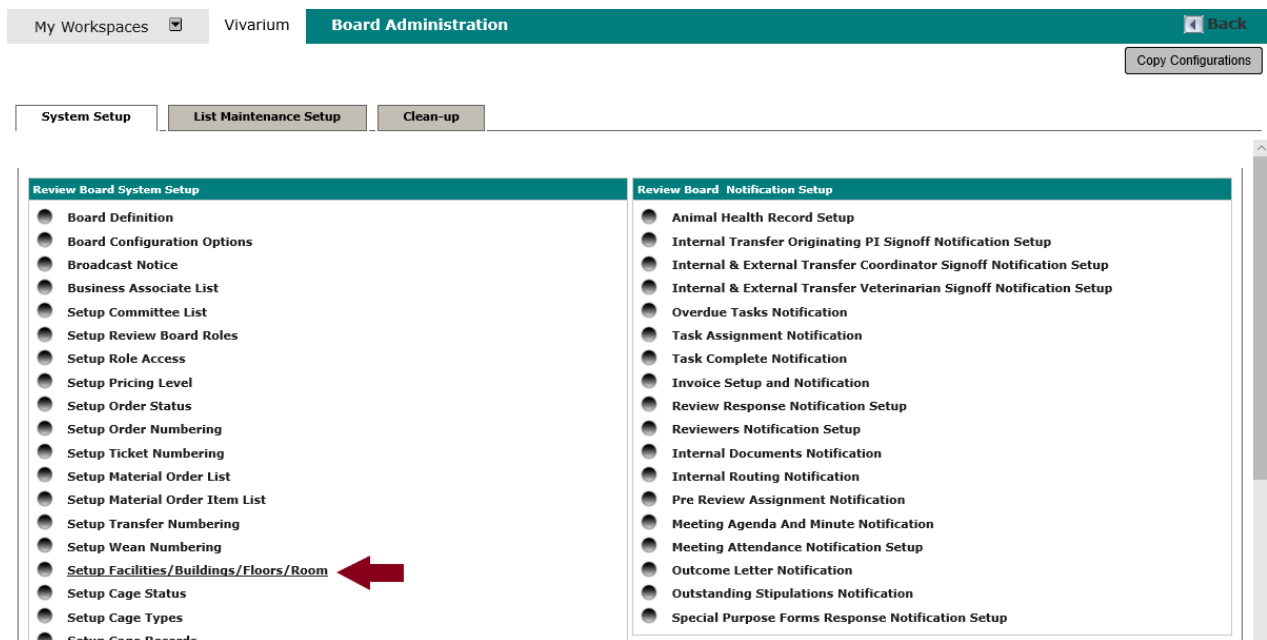 My Workspaces Vivarium Board Administration Back
Copy Configurations
System Setup List Maintenance Setup Clean-up
Review Board System Setup
Board Definition
Board Configuration Options
Broadcast Notice
Business Associate List
Setup Committee List
Setup Review Board Roles
Setup Role Access
Setup Pricing Level
Setup Order Status
Setup Order Numbering
Setup Ticket Numbering
Setup Material Order List
Setup Material Order Item List
Setup Transfer Numbering
Setup Wean Numbering
Setup Facilities/Buildings/Floors/Room
Setup Cage Status
Setup Cage Types
Setup Cage Records
Review Board Notification Setup
Animal Health Record Setup
Internal Transfer Originating PI Signoff Notification Setup
Internal & External Transfer Coordinator Signoff Notification Setup
Internal & External Transfer Veterinarian Signoff Notification Setup
Overdue Tasks Notification
Task Assignment Notification
Task Complete Notification
Invoice Setup and Notification
Review Response Notification Setup
Reviewers Notification Setup
Internal Documents Notification
Internal Routing Notification
Pre Review Assignment Notification
Meeting Agenda And Minute Notification
Meeting Attendance Notification Setup
Outcome Letter Notification
Outstanding Stipulations Notification
Special Purpose Forms Response Notification Setup